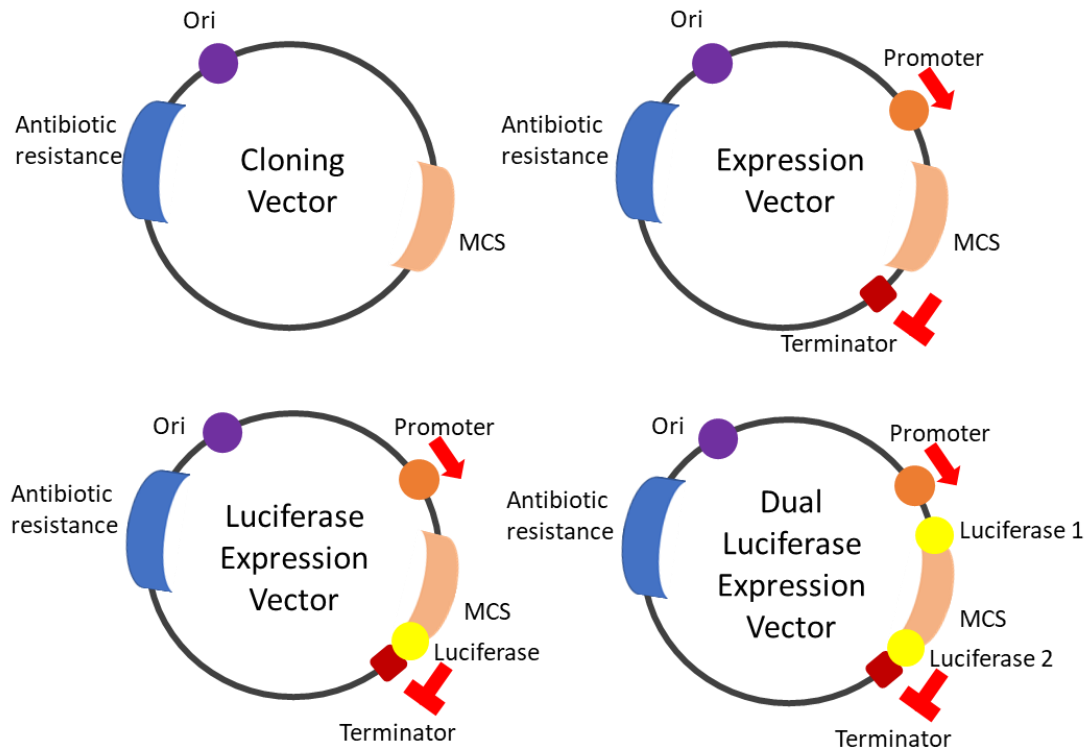 Ori
Antibiotic
resistance
Cloning
Vector
MCS
Ori
Promoter
Antibiotic
resistance
Expression
Vector
MCS
Terminator
Ori
Promoter
Antibiotic
resistance
Luciferase
Expression
Vector
MCS
Luciferase
Terminator
Ori
Promoter
Antibiotic
resistance
Dual
Luciferase
Expression
Vector
Luciferase 1
MCS
Luciferase 2
Terminator